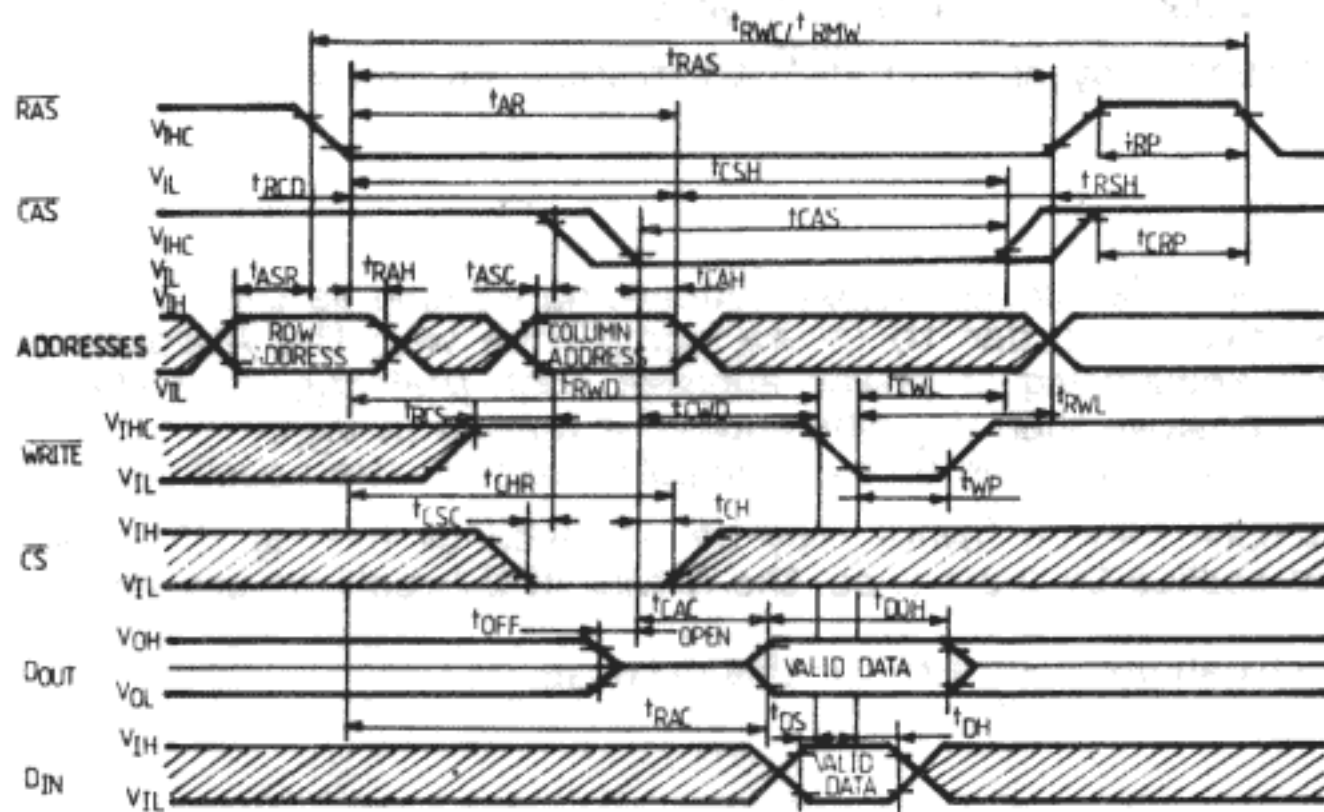 tRWC/tRMW
tRAS
tAR
RAS
VIHC
tRP
VIL
tCSH
tRCD
tRSH
CAS
tCAS
VIHC
tCRP
VIL
tASR tRAH tASC tCAH
VIH
ROW
ADDRESS
COLUMN
ADDRESS
ADDRESSES
VIL
tRWD
tCWL
tRCS
tCWD
tRWL
VIHC
WRITE
VIL
tCHR
tWP
tCSC
tCH
VIH
CS
VIL
tCAC
tDOH
tOFF
OPEN
VOH
DOUT
VALID DATA
VOL
tRAC
tDS
tDH
VIH
VALID
DATA
DIN
VIL